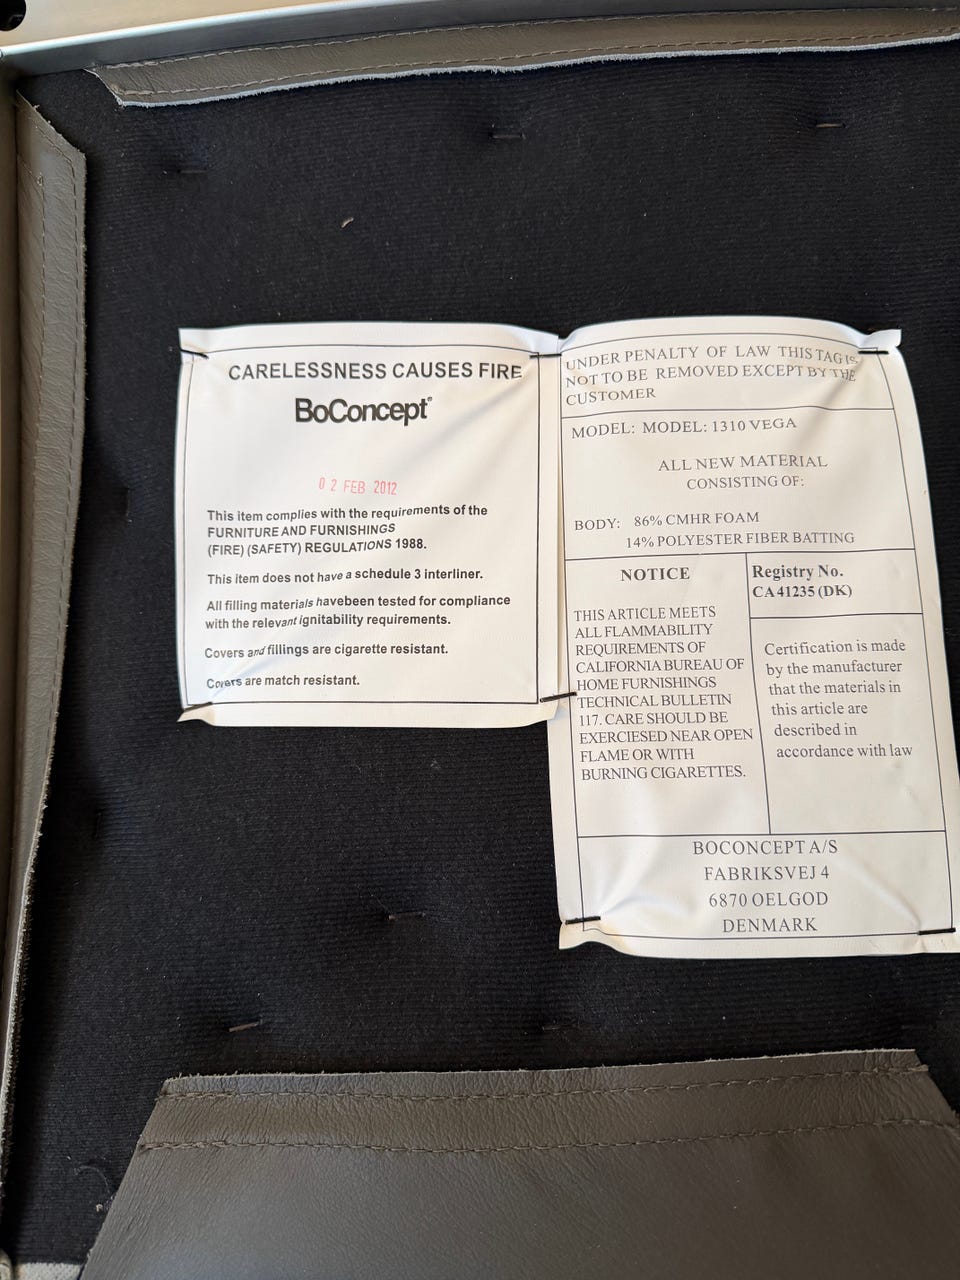 CARELESSNESS CAUSES FIRE
BoConcept®
02 FEB 2012
This item complies with the requirements of the
FURNITURE AND FURNISHINGS
(FIRE) (SAFETY) REGULATIONS 1988.
This item does not have a schedule 3 interliner.
All filling materials havebeen tested for compliance
with the relevant ignitability requirements.
Covers and fillings are cigarette resistant.
Covers are match resistant.
UNDER PENALTY OF LAW THIS TAG IS
NOT TO BE REMOVED EXCEPT BY THE
CUSTOMER
MODEL: MODEL: 1310 VEGA
ALL NEW MATERIAL
CONSISTING OF:
BODY: 86% CMHR FOAM
14% POLYESTER FIBER BATTING
NOTICE
THIS ARTICLE MEETS
ALL FLAMMABILITY
REQUIREMENTS OF
CALIFORNIA BUREAU OF
HOME FURNISHINGS
TECHNICAL BULLETIN
117. CARE SHOULD BE
EXERCIESED NEAR OPEN
FLAME OR WITH
BURNING CIGARETTES.
Registry No.
CA 41235 (DK)
Certification is made
by the manufacturer
that the materials in
this article are
described in
accordance with law
BOCONCEPT A/S
FABRIKSVEJ 4
6870 OELGOD
DENMARK